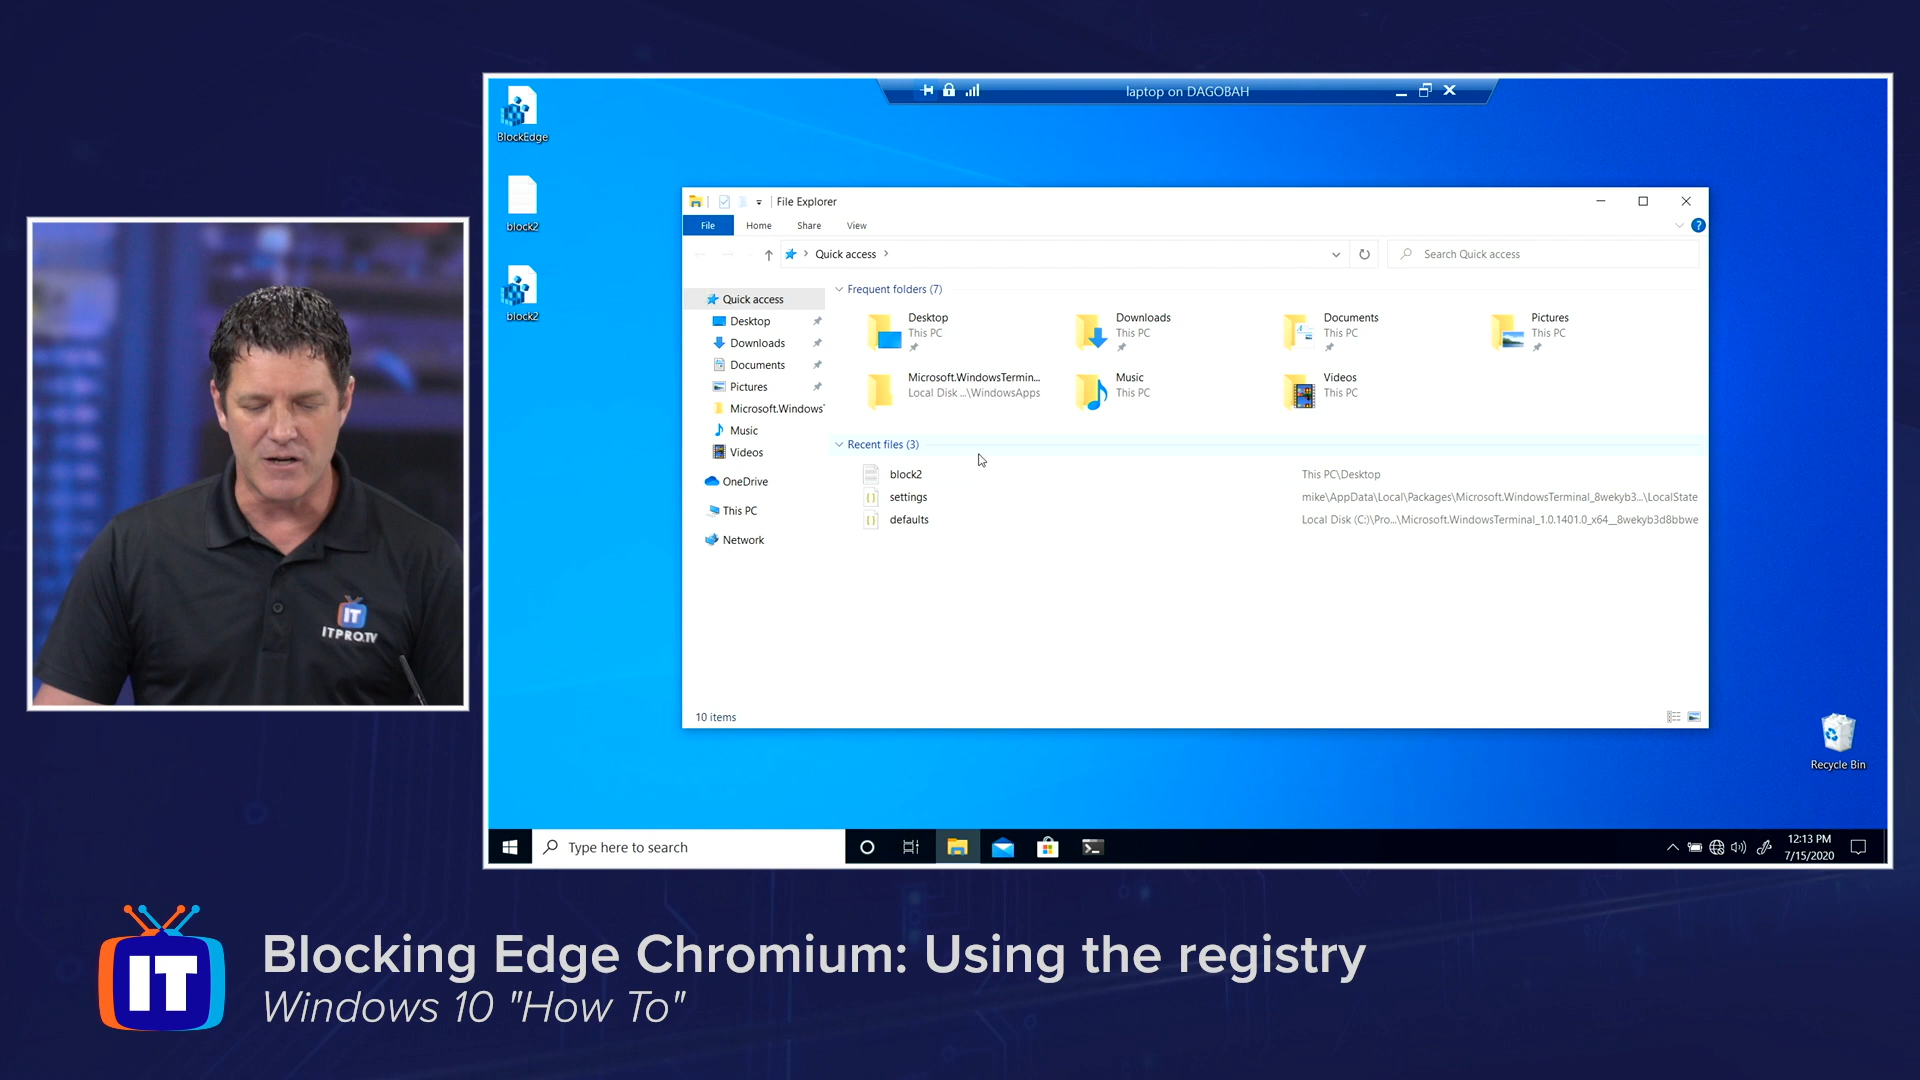 laptop on DAGOBAH
BlockEdge
block2
block2
File Explorer
File
Home
Share
View
?
Quick access
Search Quick access
Quick access
Desktop
Downloads
Documents
Pictures
Microsoft.Windows
Music
Videos
OneDrive
This PC
Network
Frequent folders (7)
Desktop
This PC
Downloads
This PC
Documents
This PC
Pictures
This PC
Microsoft.WindowsTermin...
Local Disk ...\WindowsApps
Music
This PC
Videos
This PC
Recent files (3)
block2
This PC\Desktop
settings
mike\AppData\Local\Packages\Microsoft.WindowsTerminal_8wekyb3...\LocalState
defaults
Local Disk (C:)\Pro...\Microsoft.WindowsTerminal_1.0.1401.0_x64__8wekyb3d8bbwe
10 items
Recycle Bin
Type here to search
12:13 PM
7/15/2020
IT
ITPRO.TV
IT
Blocking Edge Chromium: Using the registry
Windows 10 "How To"